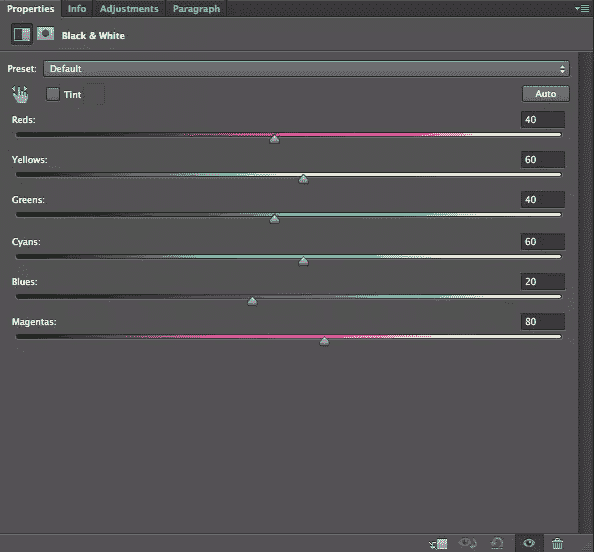 Properties Info Adjustments Paragraph
Black & White
Preset: Default
Tint Auto
Reds: 40
Yellows: 60
Greens: 40
Cyans: 60
Blues: 20
Magentas: 80